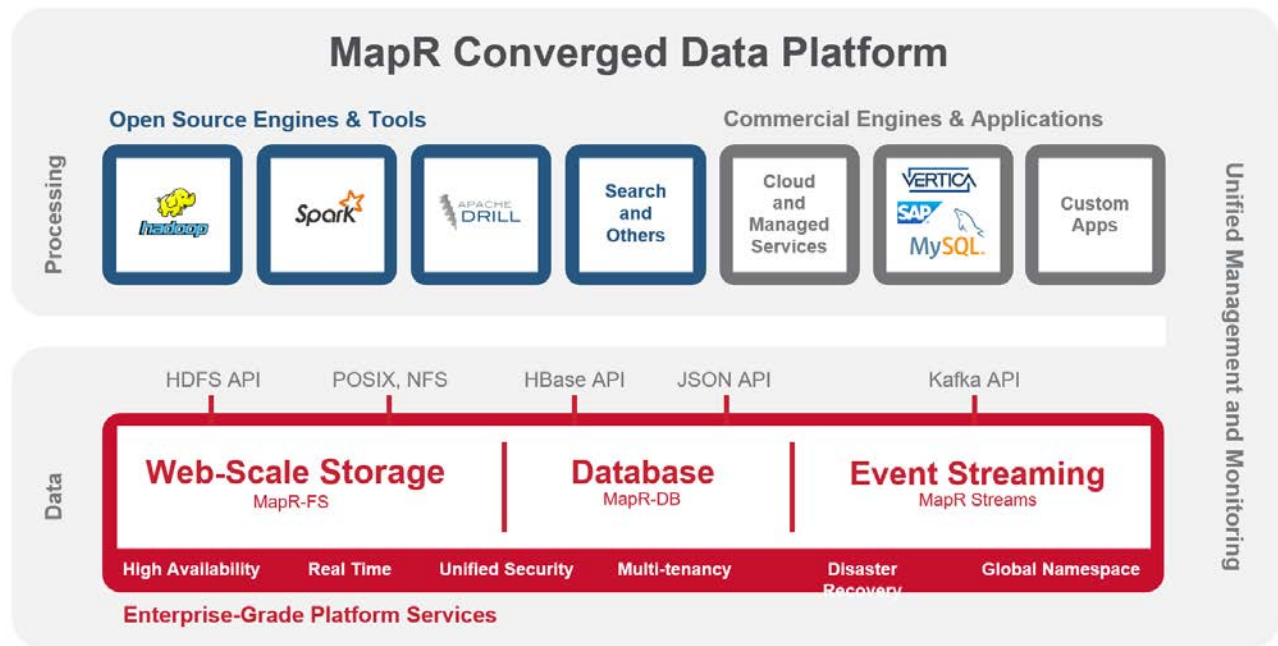 MapR Converged Data Platform
Open Source Engines & Tools
Commercial Engines & Applications
Processing
hadoop
Spark
APACHE
DRILL
Search
and
Others
Cloud
and
Managed
Services
VERTICA
SAP
MySQL
Custom
Apps
Unified Management and Monitoring
HDFS API
POSIX, NFS
HBase API
JSON API
Kafka API
Data
Web-Scale Storage
MapR-FS
Database
MapR-DB
Event Streaming
MapR Streams
High Availability
Real Time
Unified Security
Multi-tenancy
Disaster
Recovery
Global Namespace
Enterprise-Grade Platform Services